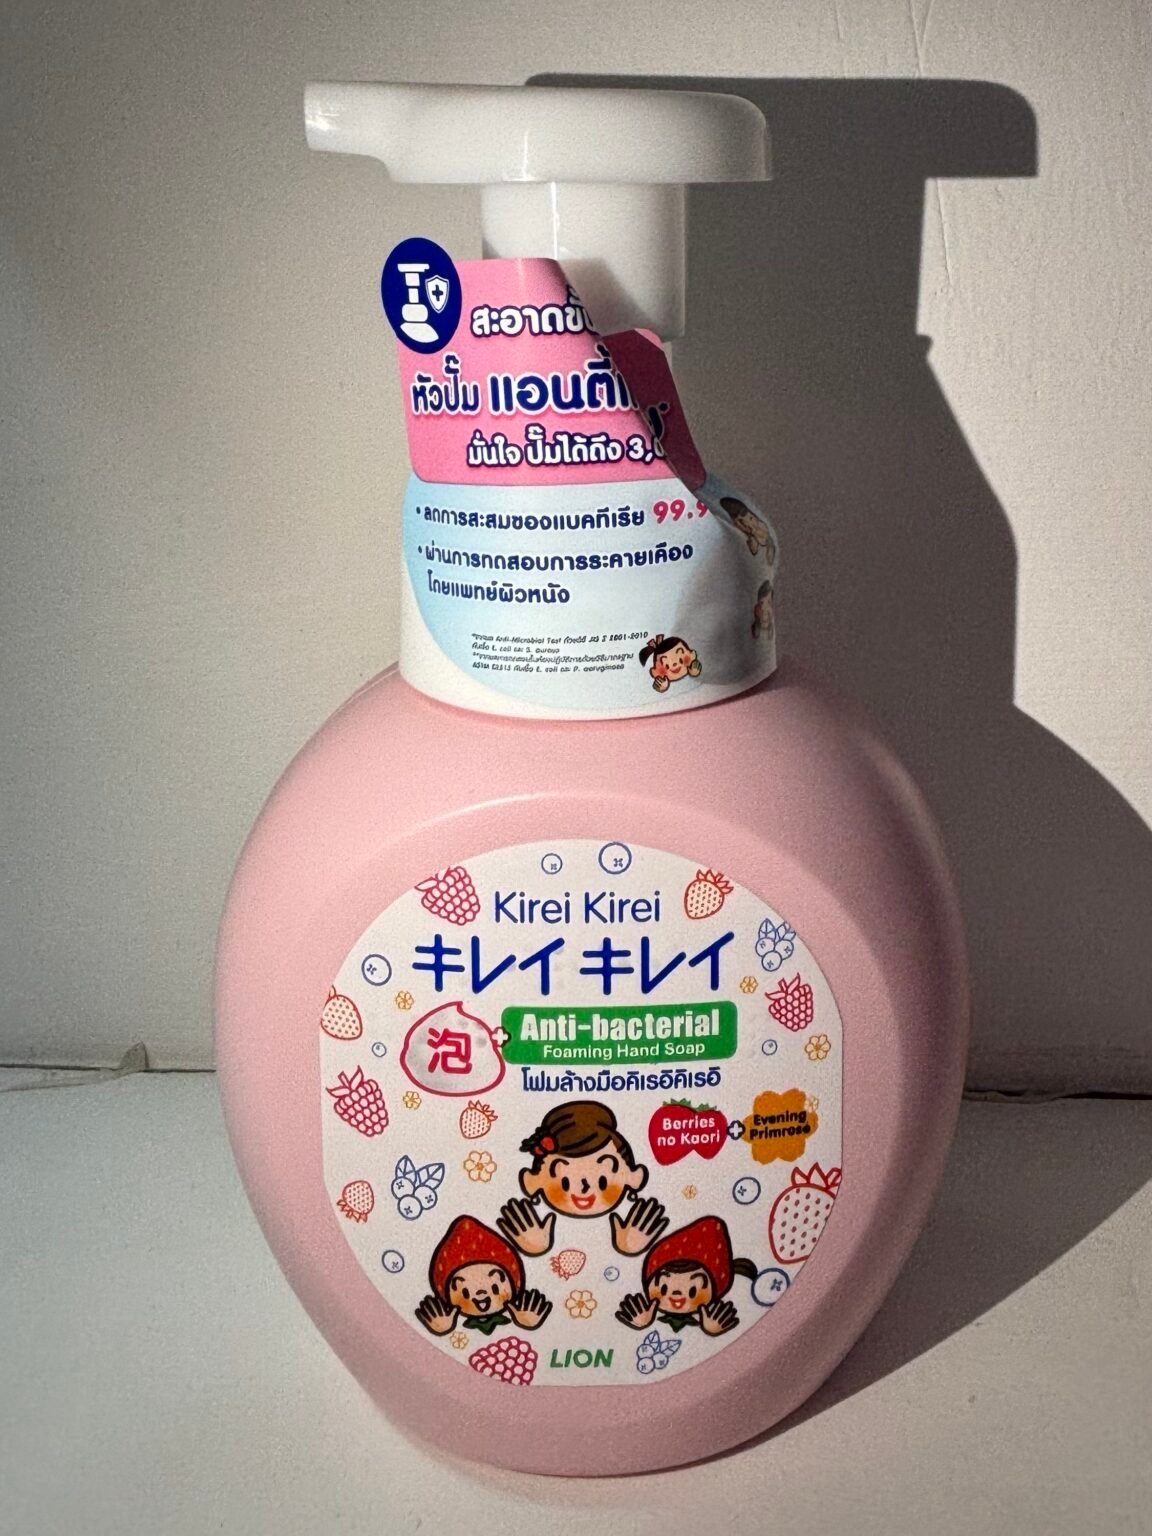 สะอาดขั้น
หัวปั๊ม แอนตี้
มั่นใจ ปั๊มได้ถึง 3,
• ลดการสะสมของแบคทีเรีย 99.9
• ผ่านการทดสอบการระคายเคือง
โดยแพทย์ผิวหนัง
Kirei Kirei
キレイキレイ
泡 + Anti-bacterial
Foaming Hand Soap
โฟมล้างมือคิเรอิคิเรอิ
Berries no Kaori + Evening Primrose
LION